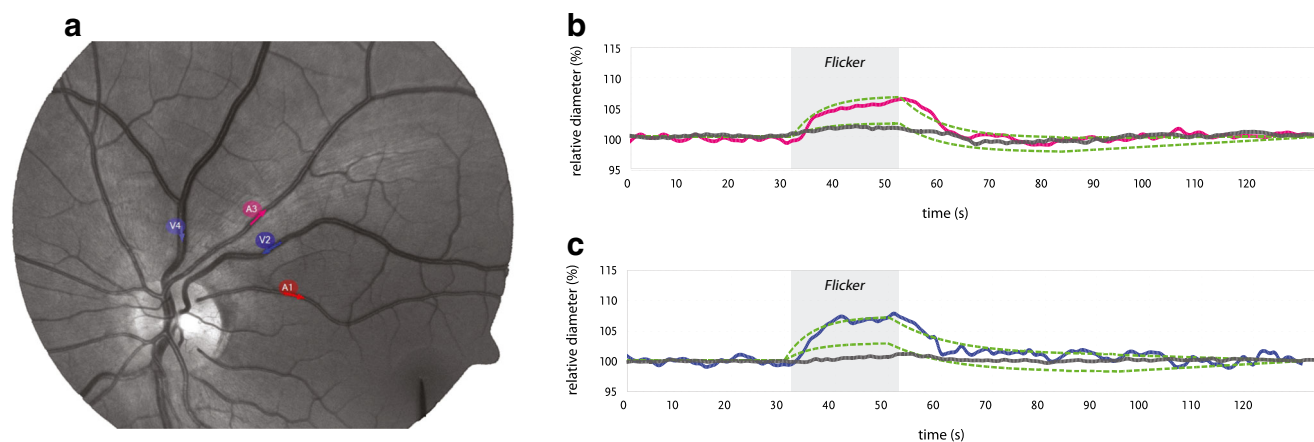 a
A3
V4
V2
A1
b
relative diameter (%)
115
110
105
100
95
Flicker
0 10 20 30 40 50 60 70 80 90 100 110 120
time (s)
c
relative diameter (%)
115
110
105
100
95
Flicker
0 10 20 30 40 50 60 70 80 90 100 110 120
time (s)